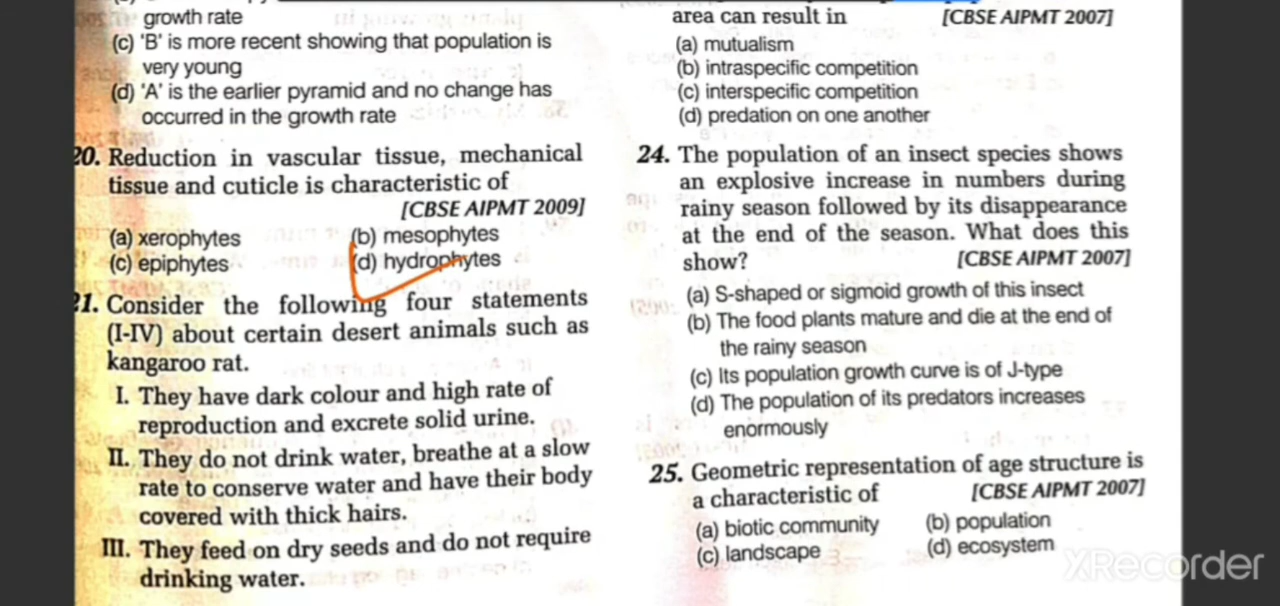 growth rate
(c) 'B' is more recent showing that population is
very young
(d) 'A' is the earlier pyramid and no change has
occurred in the growth rate
20. Reduction in vascular tissue, mechanical
tissue and cuticle is characteristic of
[CBSE AIPMT 2009]
(a) xerophytes (b) mesophytes
(c) epiphytes (d) hydrophytes
21. Consider the following four statements
(I-IV) about certain desert animals such as
kangaroo rat.
I. They have dark colour and high rate of
reproduction and excrete solid urine.
II. They do not drink water, breathe at a slow
rate to conserve water and have their body
covered with thick hairs.
III. They feed on dry seeds and do not require
drinking water.
area can result in [CBSE AIPMT 2007]
(a) mutualism
(b) intraspecific competition
(c) interspecific competition
(d) predation on one another
24. The population of an insect species shows
an explosive increase in numbers during
rainy season followed by its disappearance
at the end of the season. What does this
show? [CBSE AIPMT 2007]
(a) S-shaped or sigmoid growth of this insect
(b) The food plants mature and die at the end of
the rainy season
(c) Its population growth curve is of J-type
(d) The population of its predators increases
enormously
25. Geometric representation of age structure is
a characteristic of [CBSE AIPMT 2007]
(a) biotic community (b) population
(c) landscape (d) ecosystem
XRecorder